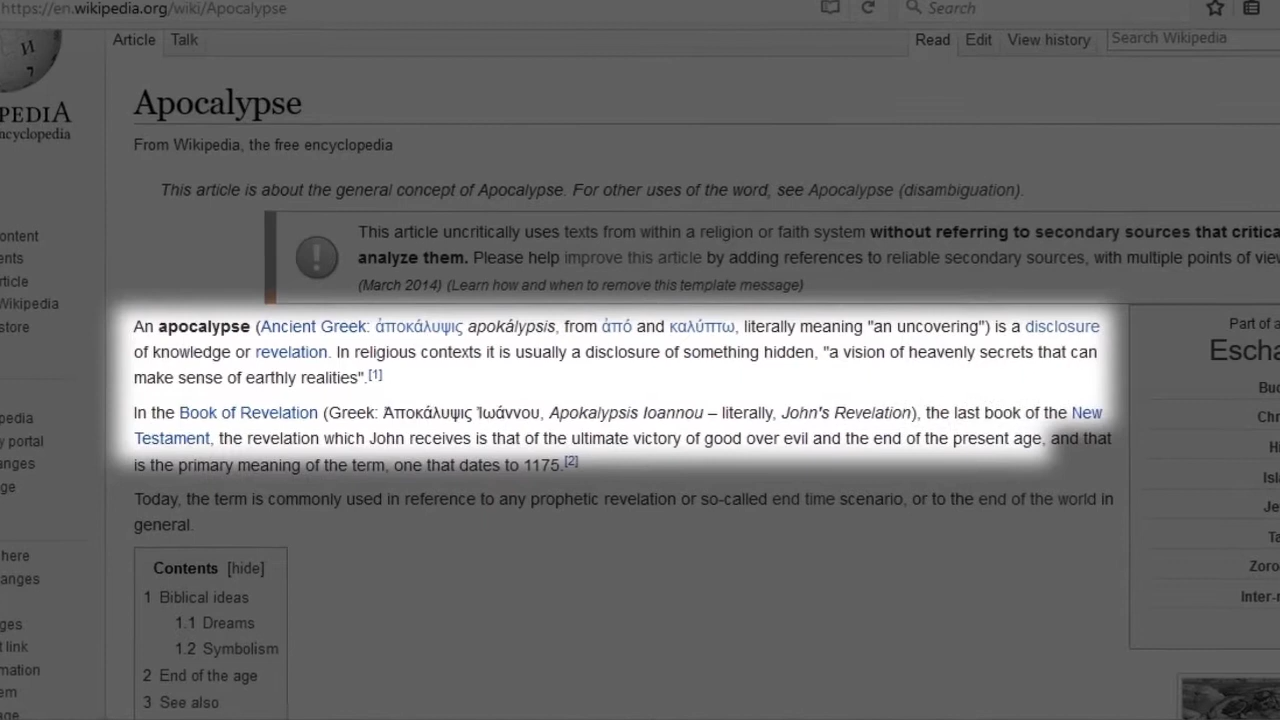 https://en.wikipedia.org/wiki/Apocalypse
Search
Article Talk
Read Edit View history Search Wikipedia
PEDIA
ncyclopedia
Apocalypse
From Wikipedia, the free encyclopedia
This article is about the general concept of Apocalypse. For other uses of the word, see Apocalypse (disambiguation).
This article uncritically uses texts from within a religion or faith system without referring to secondary sources that critica
analyze them. Please help improve this article by adding references to reliable secondary sources, with multiple points of view
(March 2014) (Learn how and when to remove this template message)
An apocalypse (Ancient Greek: ἀποκάλυψις apokálypsis, from ἀπό and καλύπτω, literally meaning "an uncovering") is a disclosure
of knowledge or revelation. In religious contexts it is usually a disclosure of something hidden, "a vision of heavenly secrets that can
make sense of earthly realities".[1]
In the Book of Revelation (Greek: Ἀποκάλυψις Ἰωάννου, Apokalypsis Ioannou – literally, John's Revelation), the last book of the New
Testament, the revelation which John receives is that of the ultimate victory of good over evil and the end of the present age, and that
is the primary meaning of the term, one that dates to 1175.[2]
Today, the term is commonly used in reference to any prophetic revelation or so-called end time scenario, or to the end of the world in
general.
Contents [hide]
1 Biblical ideas
1.1 Dreams
1.2 Symbolism
2 End of the age
3 See also
ontent
ents
rticle
Wikipedia
store
pedia
y portal
anges
ge
here
anges
ges
t link
mation
em
age
Part of a
Escha
Bud
Chr
Hi
Isl
Je
Ta
Zoro
Inter-r